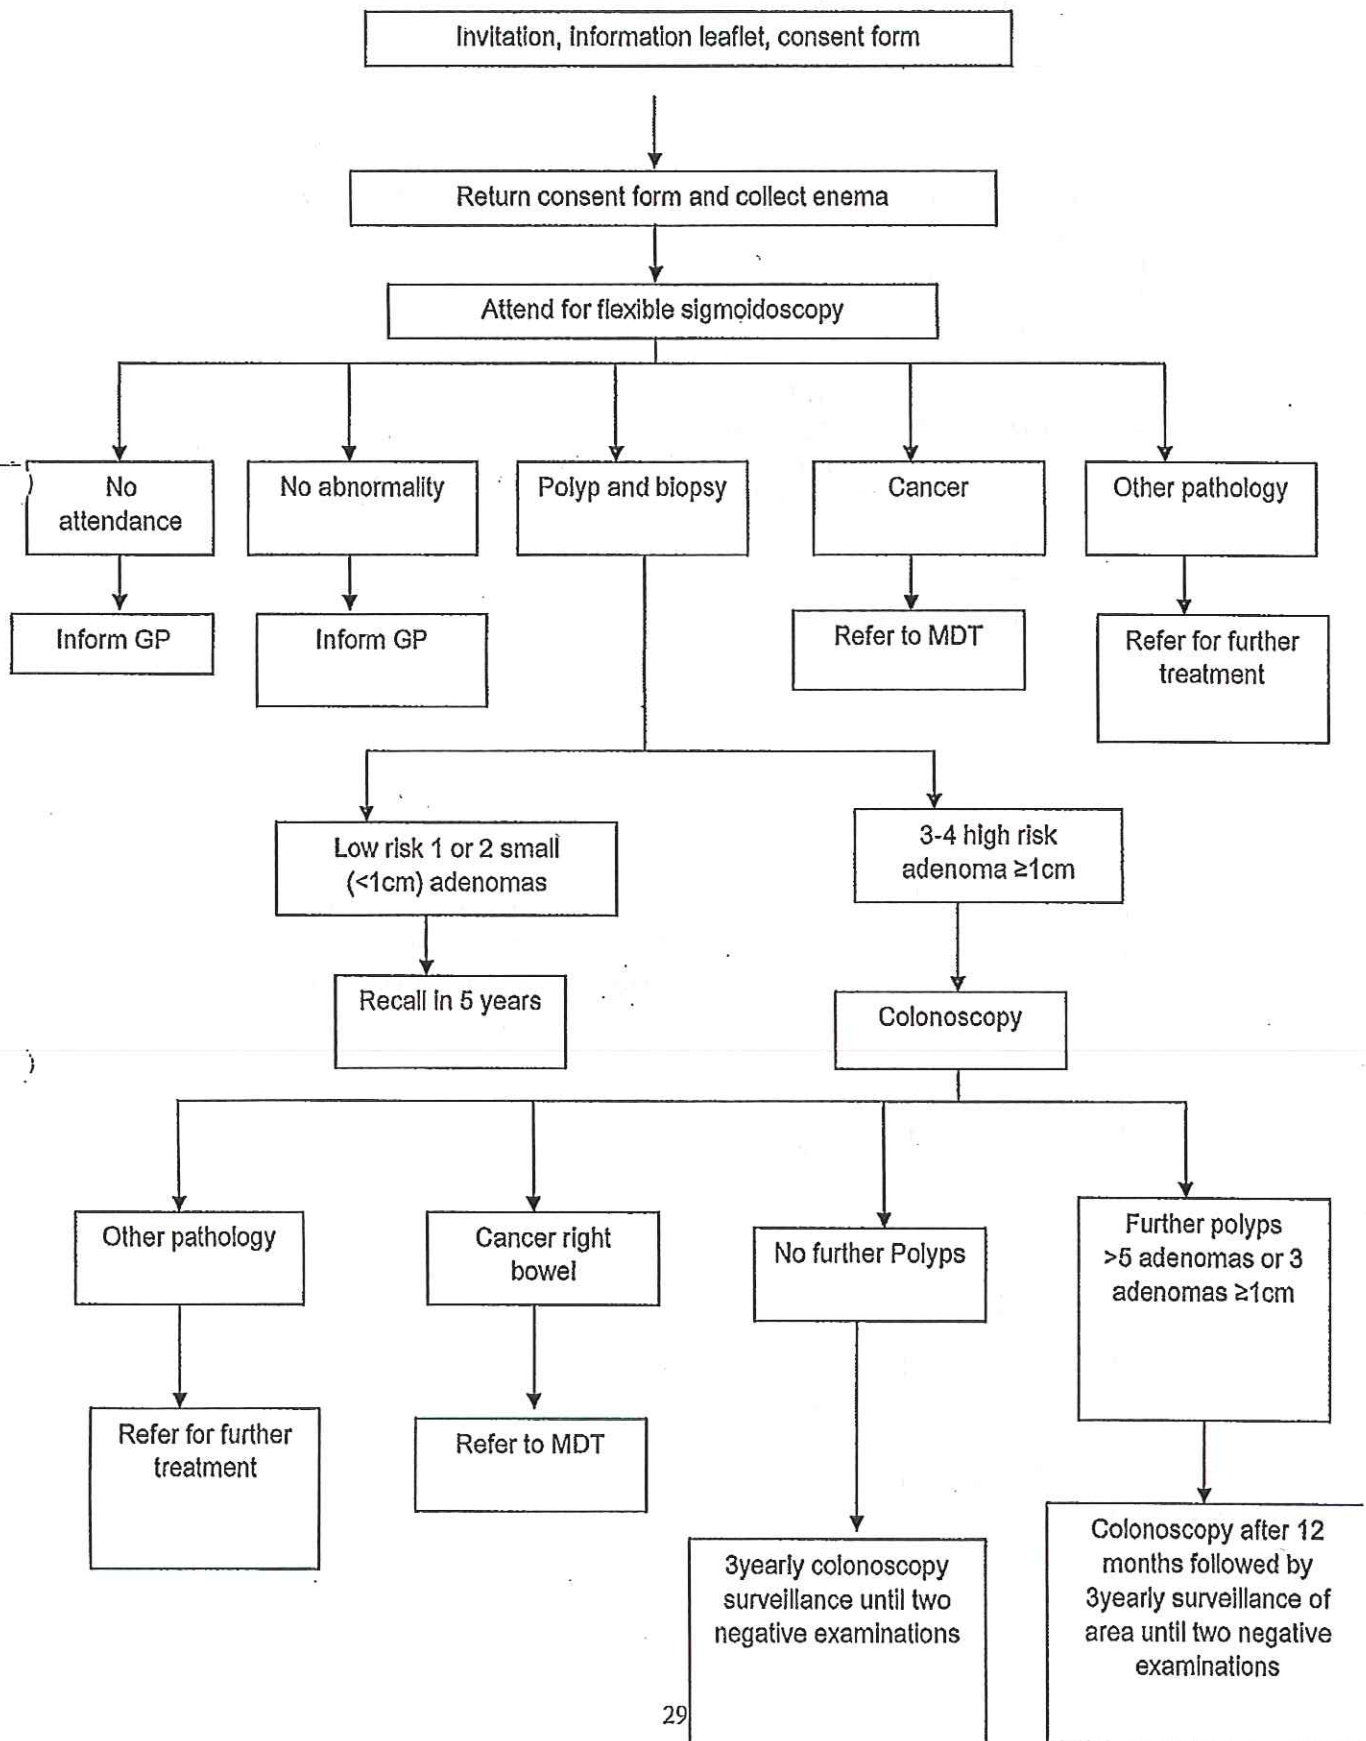 Invitation, information leaflet, consent form
Return consent form and collect enema
Attend for flexible sigmoidoscopy
No
attendance
No abnormality
Polyp and biopsy
Cancer
Other pathology
Inform GP
Inform GP
Refer to MDT
Refer for further
treatment
Low risk 1 or 2 small
(<1cm) adenomas
3-4 high risk
adenoma ≥1cm
Recall in 5 years
Colonoscopy
Other pathology
Cancer right
bowel
No further Polyps
Further polyps
>5 adenomas or 3
adenomas ≥1cm
Refer for further
treatment
Refer to MDT
3yearly colonoscopy
surveillance until two
negative examinations
Colonoscopy after 12
months followed by
3yearly surveillance of
area until two negative
examinations
29